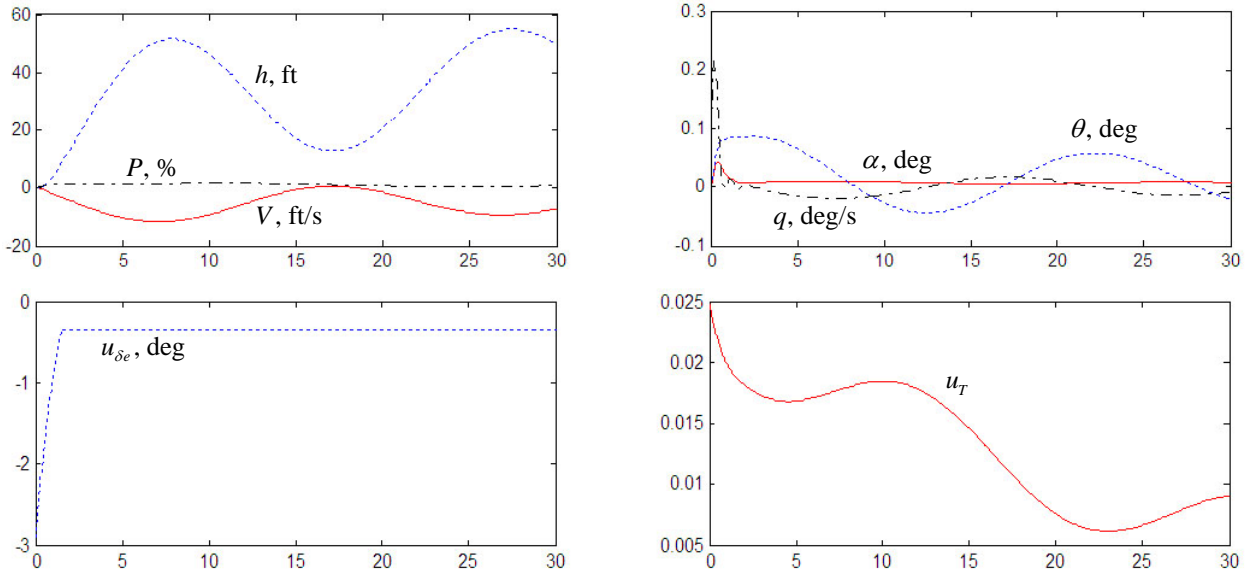 60
40
20
0
-20
0 5 10 15 20 25 30
h, ft
P, %
V, ft/s
0.3
0.2
0.1
0
-0.1
0 5 10 15 20 25 30
θ, deg
α, deg
q, deg/s
0
-1
-2
-3
0 5 10 15 20 25 30
u_δe, deg
0.025
0.02
0.015
0.01
0.005
0 5 10 15 20 25 30
u_T